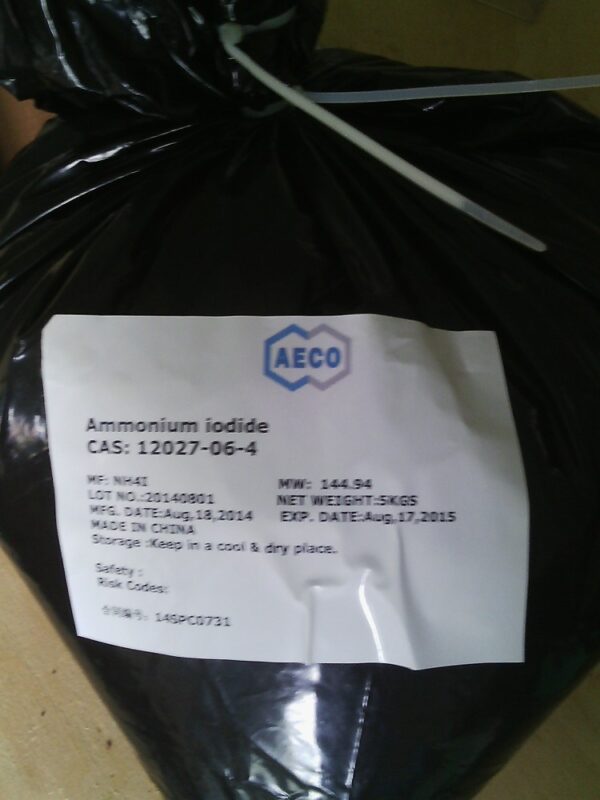 AECO
Ammonium iodide
CAS: 12027-06-4
MF: NH4I MW: 144.94
LOT NO.:20140801 NET WEIGHT:5KGS
MFG. DATE:Aug,18,2014 EXP. DATE:Aug,17,2015
MADE IN CHINA
Storage :Keep in a cool & dry place.
Safety :
Risk Codes:
合同编号: 14SPC0731